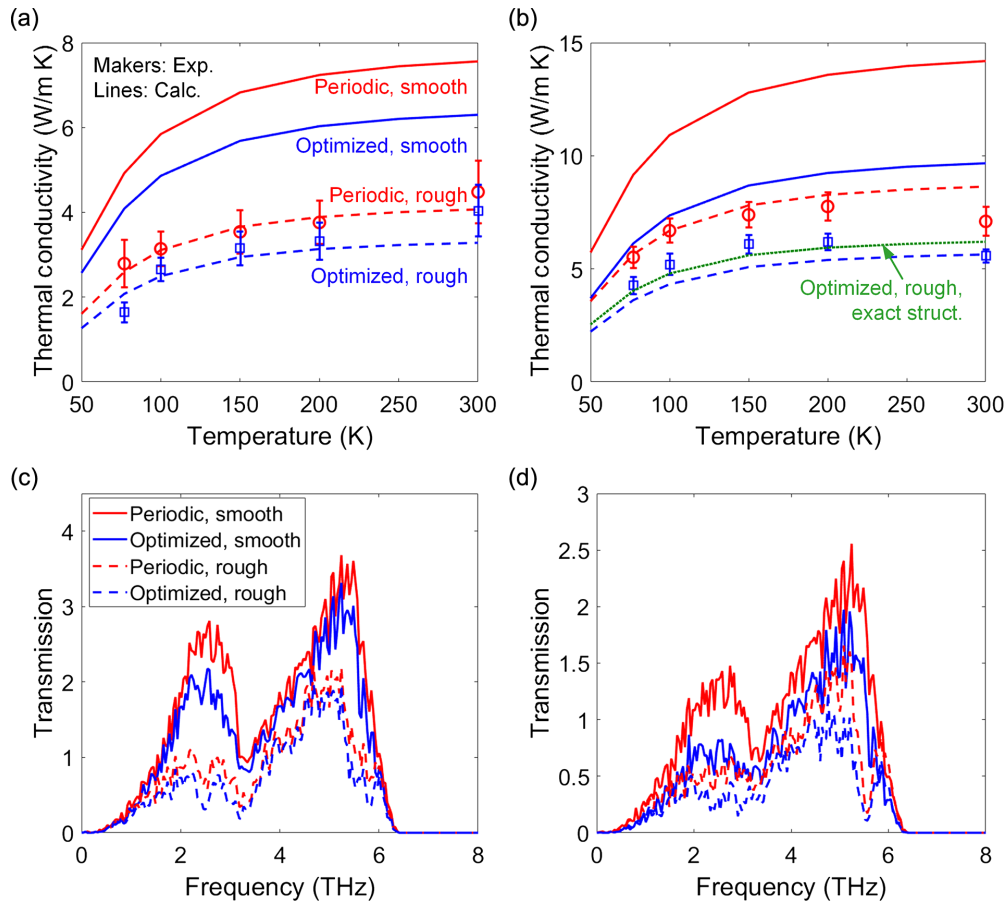 (a)
Thermal conductivity (W/m K)
8
6
4
2
0
Makers: Exp.
Lines: Calc.
Periodic, smooth
Optimized, smooth
Periodic, rough
Optimized, rough
50
100
150
200
250
300
Temperature (K)
(b)
Thermal conductivity (W/m K)
15
10
5
0
Optimized, rough,
exact struct.
50
100
150
200
250
300
Temperature (K)
(c)
Transmission
4
3
2
1
0
Periodic, smooth
Optimized, smooth
Periodic, rough
Optimized, rough
0
2
4
6
8
Frequency (THz)
(d)
Transmission
3
2.5
2
1.5
1
0.5
0
0
2
4
6
8
Frequency (THz)